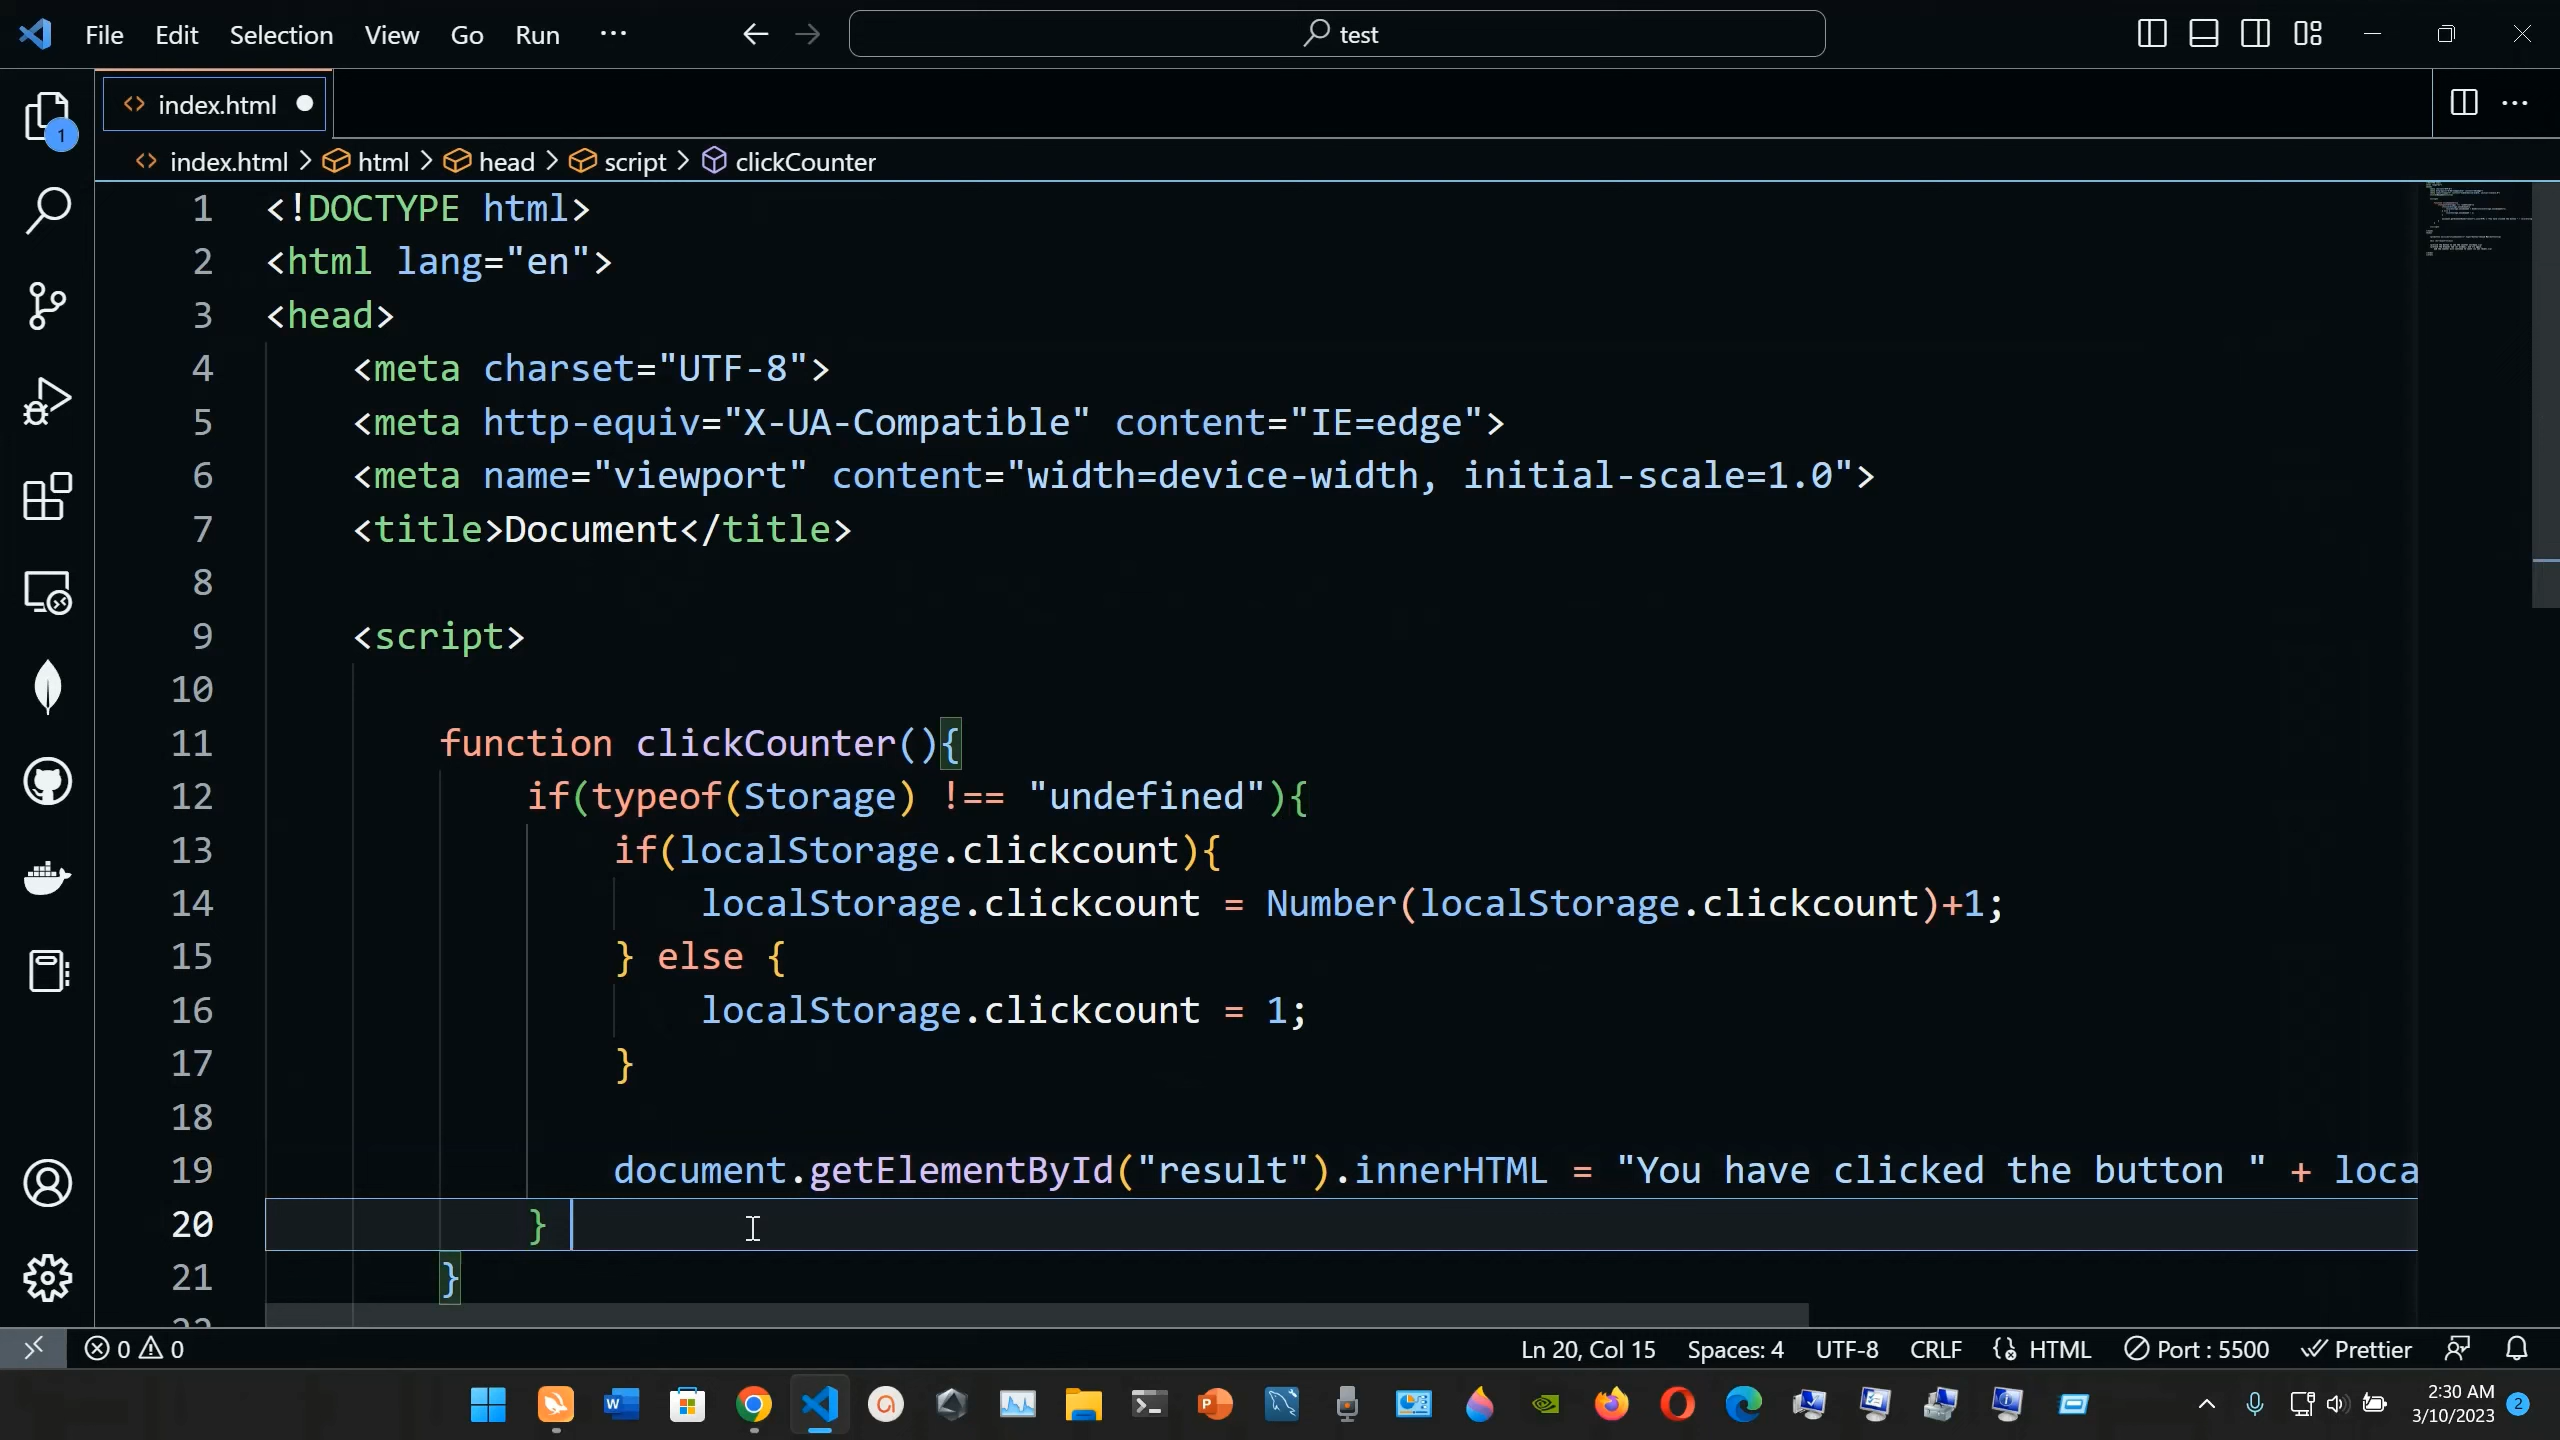 File Edit Selection View Go Run ··· test
index.html
index.html > html > head > script > clickCounter
1 <!DOCTYPE html>
2 <html lang="en">
3 <head>
4 <meta charset="UTF-8">
5 <meta http-equiv="X-UA-Compatible" content="IE=edge">
6 <meta name="viewport" content="width=device-width, initial-scale=1.0">
7 <title>Document</title>
8
9 <script>
10
11 function clickCounter(){
12 if(typeof(Storage) !== "undefined"){
13 if(localStorage.clickcount){
14 localStorage.clickcount = Number(localStorage.clickcount)+1;
15 } else {
16 localStorage.clickcount = 1;
17 }
18
19 document.getElementById("result").innerHTML = "You have clicked the button " + loca
20 }
21 }
0 0 Ln 20, Col 15 Spaces: 4 UTF-8 CRLF HTML Port : 5500 Prettier
2:30 AM
3/10/2023 2